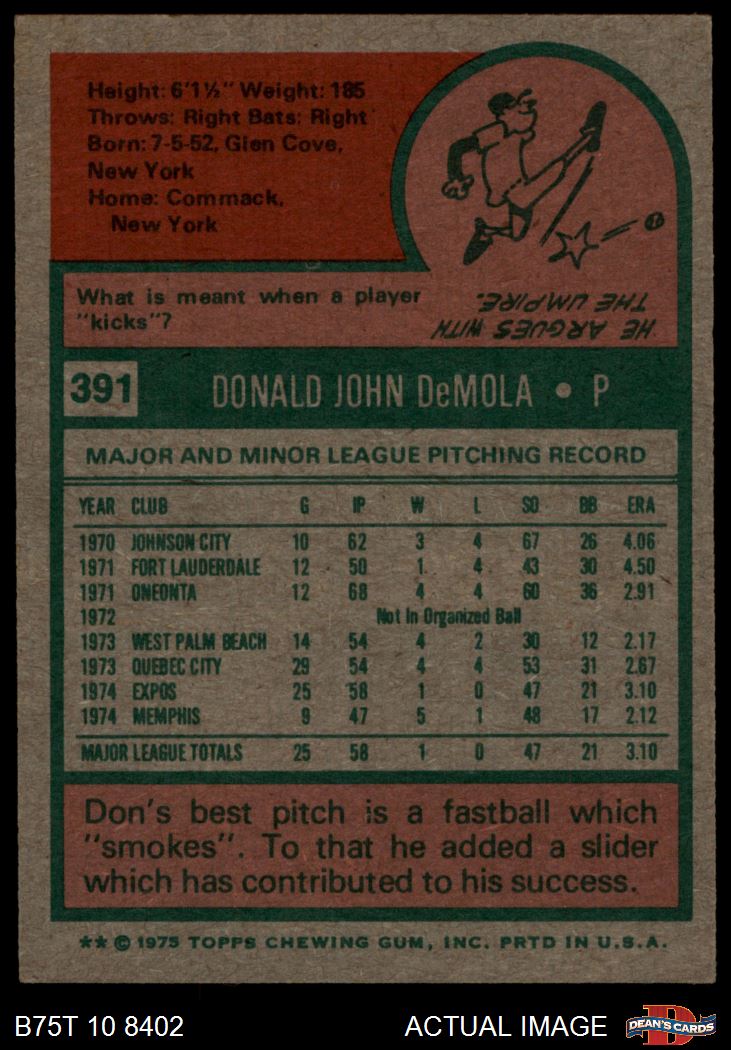 Height: 6'1½" Weight: 185
Throws: Right Bats: Right
Born: 7-5-52, Glen Cove,
New York
Home: Commack,
New York
What is meant when a player
"kicks"?
HE ARGUES WITH
THE UMPIRE.
391 DONALD JOHN DeMOLA • P
MAJOR AND MINOR LEAGUE PITCHING RECORD
YEAR CLUB G IP W L SO BB ERA
1970 JOHNSON CITY 10 62 3 4 67 26 4.06
1971 FORT LAUDERDALE 12 50 1 4 43 30 4.50
1971 ONEONTA 12 68 4 4 60 36 2.91
1972 Not In Organized Ball
1973 WEST PALM BEACH 14 54 4 2 30 12 2.17
1973 QUEBEC CITY 29 54 4 4 53 31 2.67
1974 EXPOS 25 58 1 0 47 21 3.10
1974 MEMPHIS 9 47 5 1 48 17 2.12
MAJOR LEAGUE TOTALS 25 58 1 0 47 21 3.10
Don's best pitch is a fastball which
"smokes". To that he added a slider
which has contributed to his success.
** © 1975 TOPPS CHEWING GUM, INC. PRTD IN U.S.A.
B75T 10 8402 ACTUAL IMAGE DEAN'S CARDS